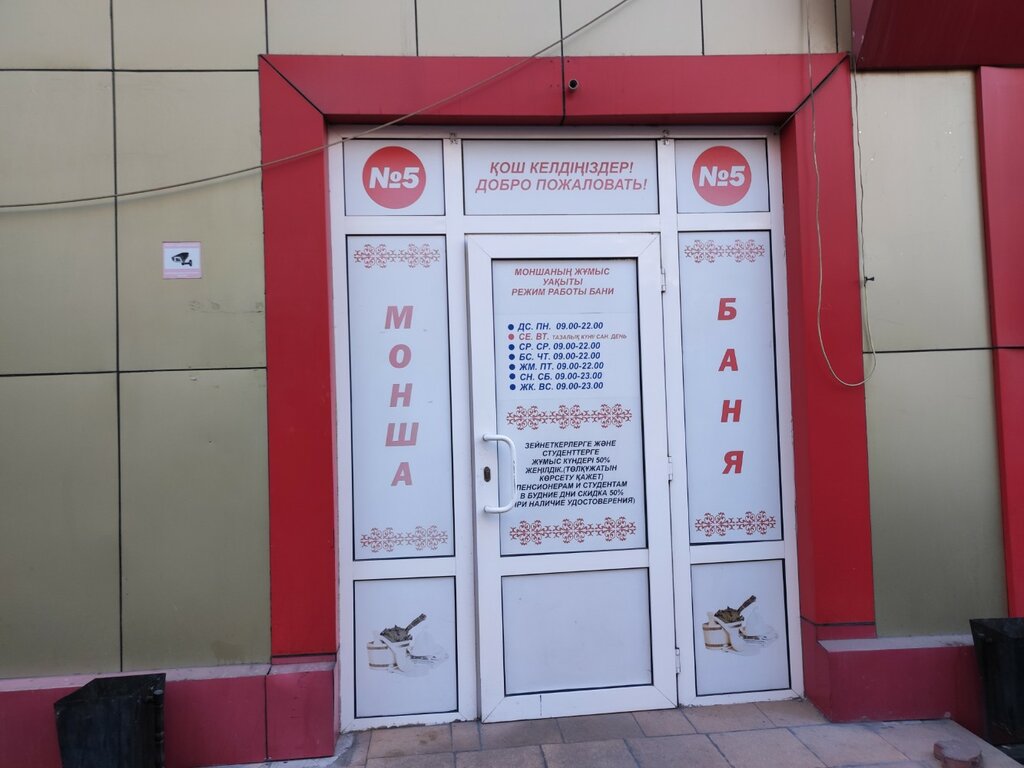 №5
ҚОШ КЕЛДІҢІЗДЕР!
ДОБРО ПОЖАЛОВАТЬ!
№5
МОНША
МОНШАНЫҢ ЖҰМЫС
УАҚЫТЫ
РЕЖИМ РАБОТЫ БАНИ
ДС. ПН. 09.00-22.00
СЕ. ВТ. ТАЗАЛЫҚ КҮНІ/ САН. ДЕНЬ
СР. СР. 09.00-22.00
БС. ЧТ. 09.00-22.00
ЖМ. ПТ. 09.00-22.00
СН. СБ. 09.00-23.00
ЖК. ВС. 09.00-23.00
ЗЕЙНЕТКЕРЛЕРГЕ ЖӘНЕ
СТУДЕНТТЕРГЕ
ЖҰМЫС КҮНДЕРІ 50%
ЖЕҢІЛДІК.(ТӨЛҚҰЖАТЫН
КӨРСЕТУ ҚАЖЕТ)
ПЕНСИОНЕРАМ И СТУДЕНТАМ
В БУДНИЕ ДНИ СКИДКА 50%
ПРИ НАЛИЧИЕ УДОСТОВЕРЕНИЯ)
БАНЯ